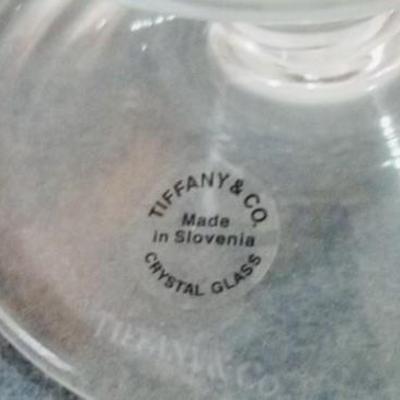 TIFFANY & CO.
Made
in Slovenia
CRYSTAL GLASS
TIFFANY & CO